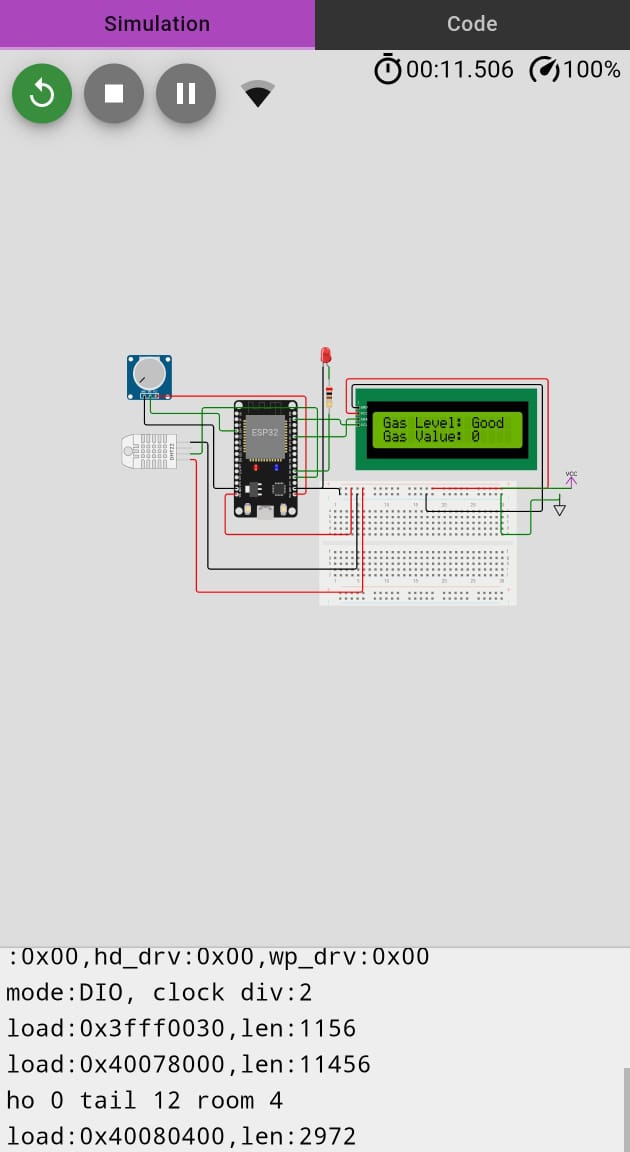 Simulation
Code
00:11.506
100%
ESP32
DHT22
Gas Level: Good
Gas Value: 0
VCC
:0x00,hd_drv:0x00,wp_drv:0x00
mode:DIO, clock div:2
load:0x3fff0030,len:1156
load:0x40078000,len:11456
ho 0 tail 12 room 4
load:0x40080400,len:2972